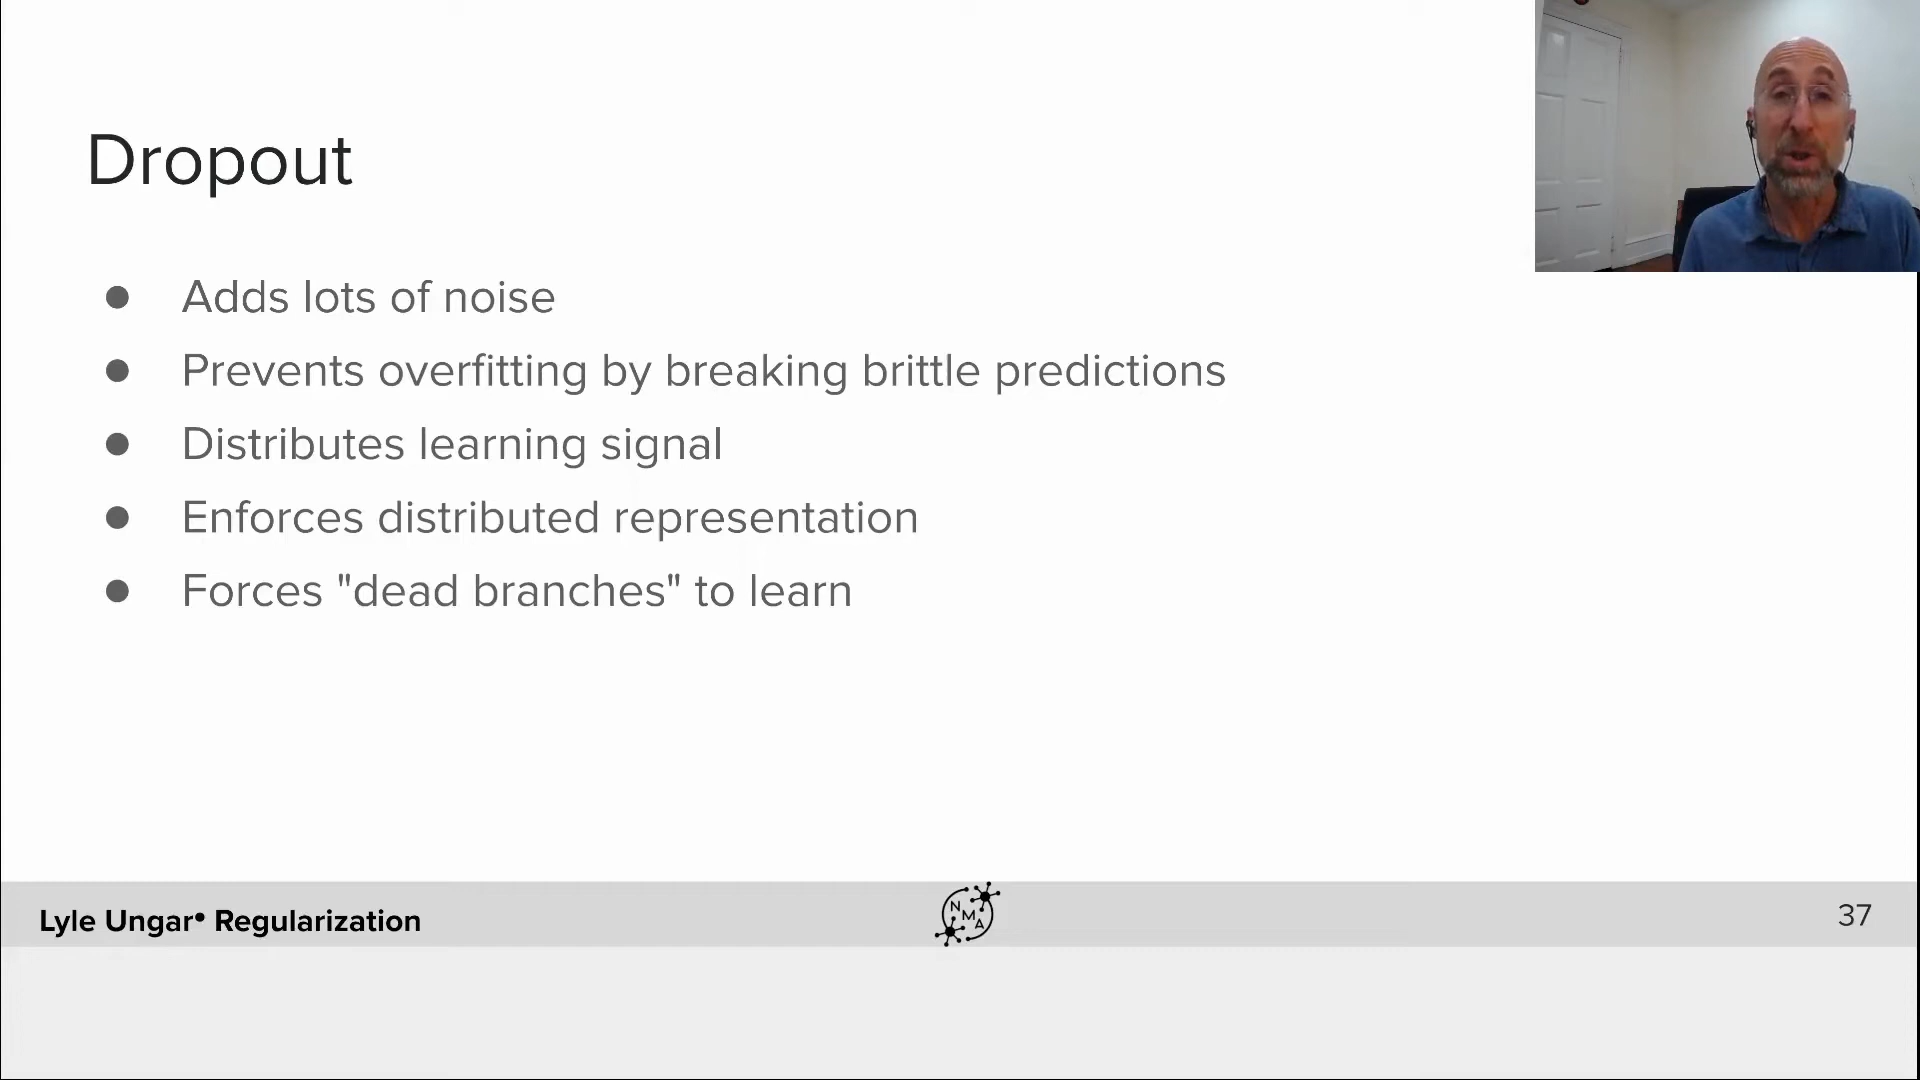 Dropout
● Adds lots of noise
● Prevents overfitting by breaking brittle predictions
● Distributes learning signal
● Enforces distributed representation
● Forces "dead branches" to learn
Lyle Ungar• Regularization
NMA
37